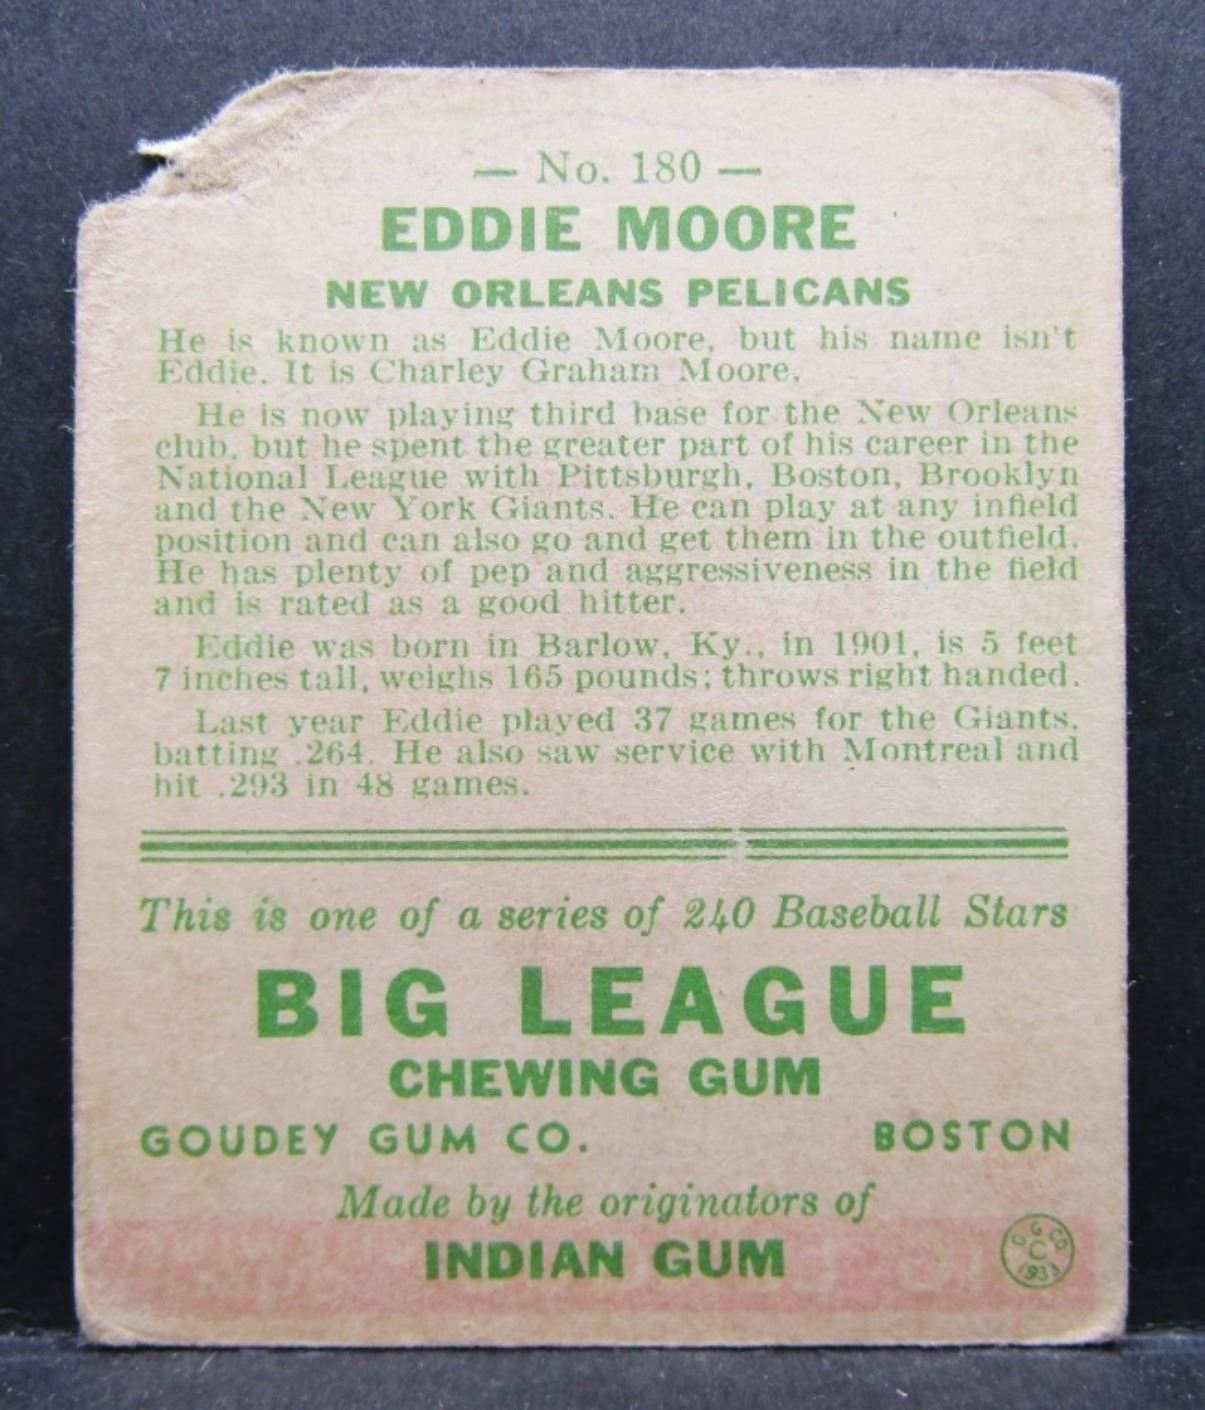 — No. 180 —
EDDIE MOORE
NEW ORLEANS PELICANS
He is known as Eddie Moore, but his name isn't
Eddie. It is Charley Graham Moore.
He is now playing third base for the New Orleans
club, but he spent the greater part of his career in the
National League with Pittsburgh, Boston, Brooklyn
and the New York Giants. He can play at any infield
position and can also go and get them in the outfield.
He has plenty of pep and aggressiveness in the field
and is rated as a good hitter.
Eddie was born in Barlow, Ky., in 1901, is 5 feet
7 inches tall, weighs 165 pounds; throws right handed.
Last year Eddie played 37 games for the Giants,
batting .264. He also saw service with Montreal and
hit .293 in 48 games.
This is one of a series of 240 Baseball Stars
BIG LEAGUE
CHEWING GUM
GOUDEY GUM CO. BOSTON
Made by the originators of
INDIAN GUM
G. G. CO.
C
1933